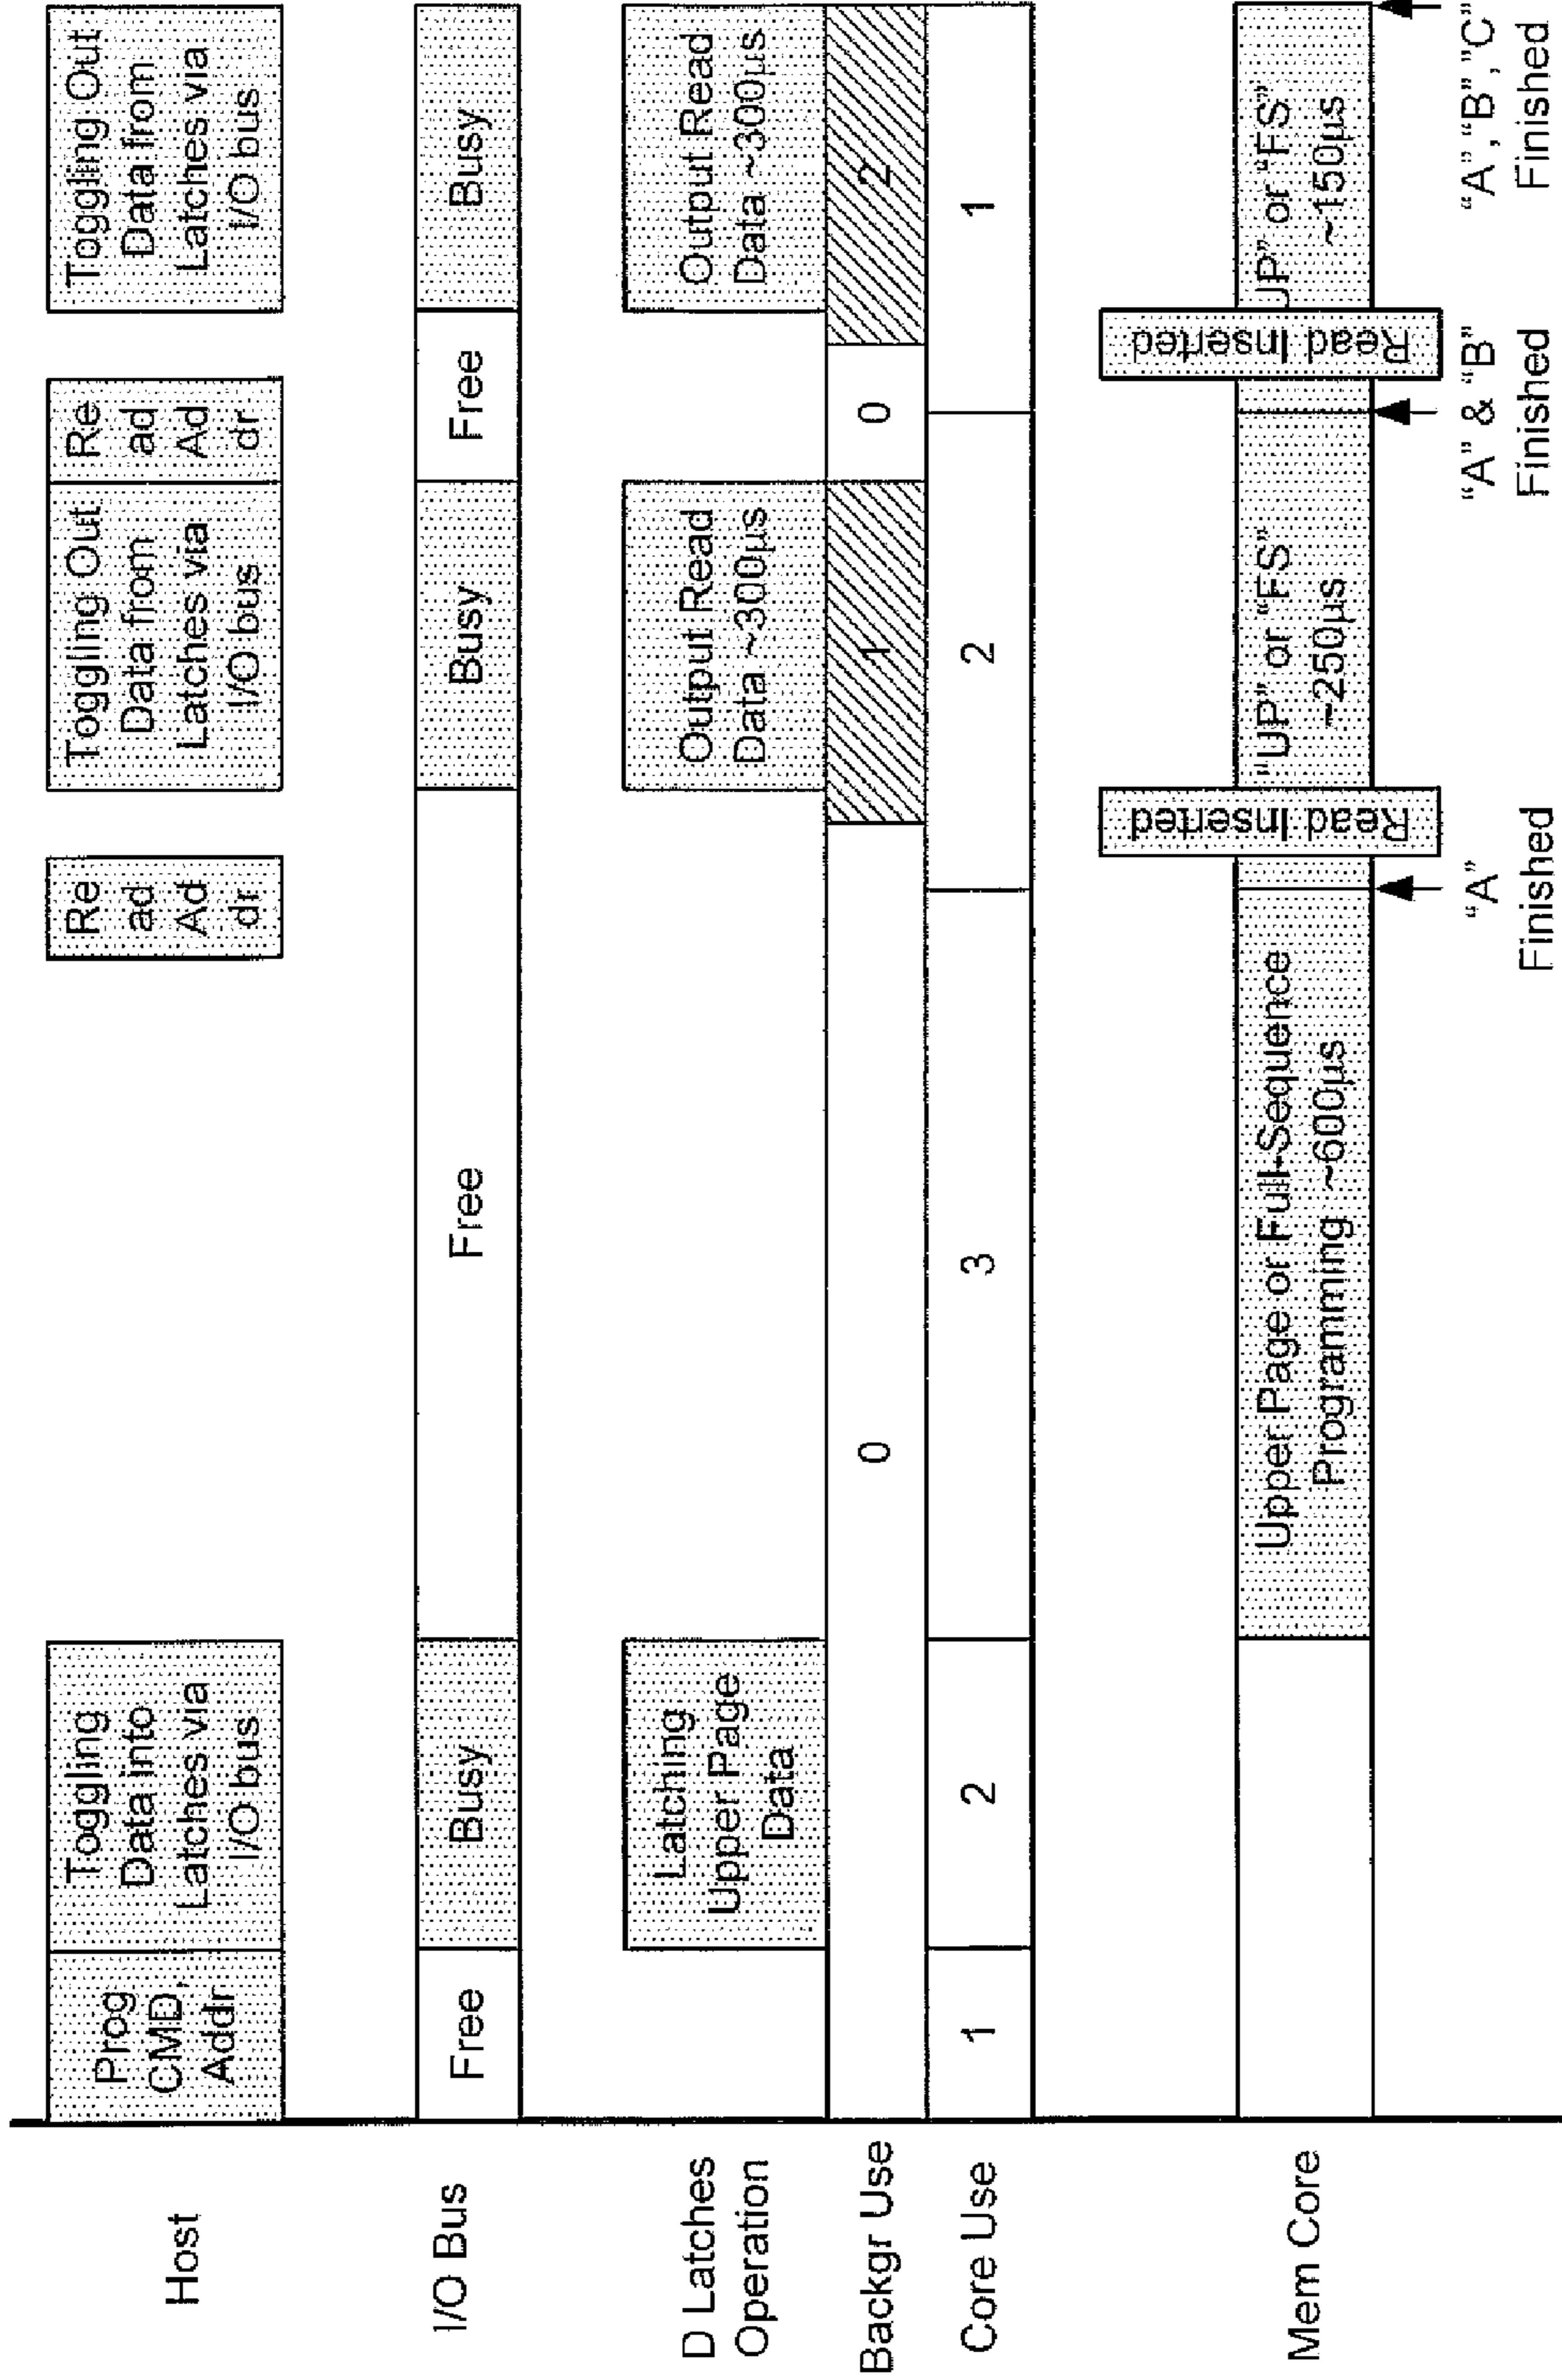 Host
Prog
CMD,
Addr
Toggling
Data into
Latches via
I/O bus
Re
ad
Ad
dr
Toggling Out
Data from
Latches via
I/O bus
Re
ad
Ad
dr
Toggling Out
Data from
Latches via
I/O bus
I/O Bus
Free
Busy
Free
Busy
Free
Busy
D Latches
Operation
Latching
Upper Page
Data
Output Read
Data ~300µs
Output Read
Data ~300µs
Backgr Use
0
1
0
2
Core Use
1
2
3
2
1
Mem Core
Upper Page or Full-Sequence
Programming ~600µs
Read Inserted
"UP" or "FS"
~250µs
Read Inserted
UP" or "FS"
~150µs
"A"
Finished
"A" & "B"
Finished
"A","B","C"
Finished